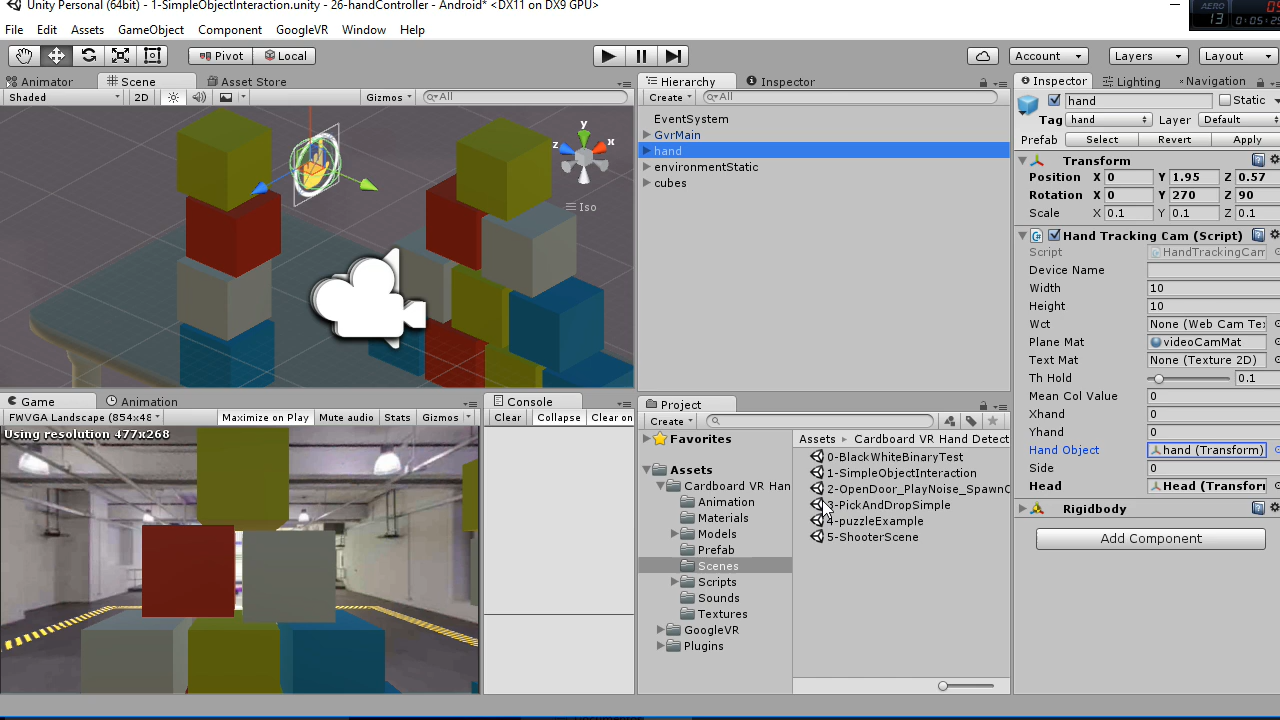 Unity Personal (64bit) - 1-SimpleObjectInteraction.unity - 26-handController - Android* <DX11 on DX9 GPU>
AERO
13
File Edit Assets GameObject Component GoogleVR Window Help
Pivot Local Account Layers Layout
Animator Scene Asset Store
Shaded 2D Gizmos All
y
x
z
Iso
Game Animation
FWVGA Landscape (854x48 Maximize on Play Mute audio Stats Gizmos
Using resolution 477x268
Console
Clear Collapse Clear on
Hierarchy Inspector
Create All
EventSystem
GvrMain
hand
environmentStatic
cubes
Project
Create
Favorites
Assets
Cardboard VR Han
Animation
Materials
Models
Prefab
Scenes
Scripts
Sounds
Textures
GoogleVR
Plugins
Assets Cardboard VR Hand Detect
0-BlackWhiteBinaryTest
1-SimpleObjectInteraction
2-OpenDoor_PlayNoise_SpawnC
3-PickAndDropSimple
4-puzzleExample
5-ShooterScene
Inspector Lighting Navigation
hand Static
Tag hand Layer Default
Prefab Select Revert Apply
Transform
Position X 0 Y 1.95 Z 0.57
Rotation X 0 Y 270 Z 90
Scale X 0.1 Y 0.1 Z 0.1
Hand Tracking Cam (Script)
Script HandTrackingCam
Device Name
Width 10
Height 10
Wct None (Web Cam Te
Plane Mat videoCamMat
Text Mat None (Texture 2D)
Th Hold 0.1
Mean Col Value 0
Xhand 0
Yhand 0
Hand Object hand (Transform)
Side 0
Head Head (Transfor
Rigidbody
Add Component